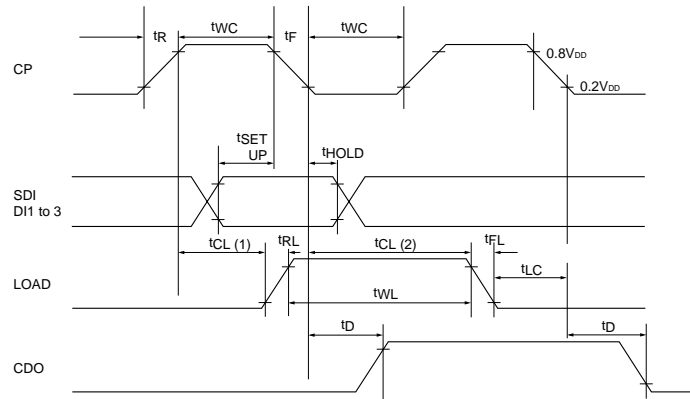 tR tWC tF tWC
CP
0.8VDD
0.2VDD
tSET
UP
tHOLD
SDI
DI1 to 3
tCL (1) tRL tCL (2) tFL
tLC
LOAD
tWL
tD tD
CDO